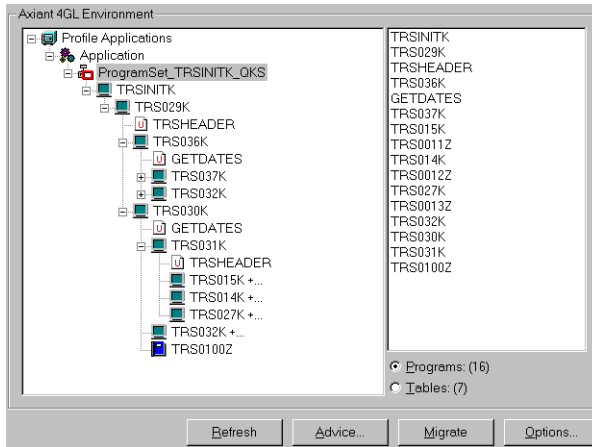 Axiant 4GL Environment
Profile Applications
Application
ProgramSet_TRSINITK_QKS
TRSINITK
TRS029K
TRSHEADER
TRS036K
GETDATES
TRS037K
TRS032K
TRS030K
GETDATES
TRS031K
TRSHEADER
TRS015K +...
TRS014K +...
TRS027K +...
TRS032K +...
TRS0100Z
TRSINITK
TRS029K
TRSHEADER
TRS036K
GETDATES
TRS037K
TRS015K
TRS0011Z
TRS014K
TRS0012Z
TRS027K
TRS0013Z
TRS032K
TRS030K
TRS031K
TRS0100Z
Programs: (16)
Tables: (7)
Refresh
Advice...
Migrate
Options...